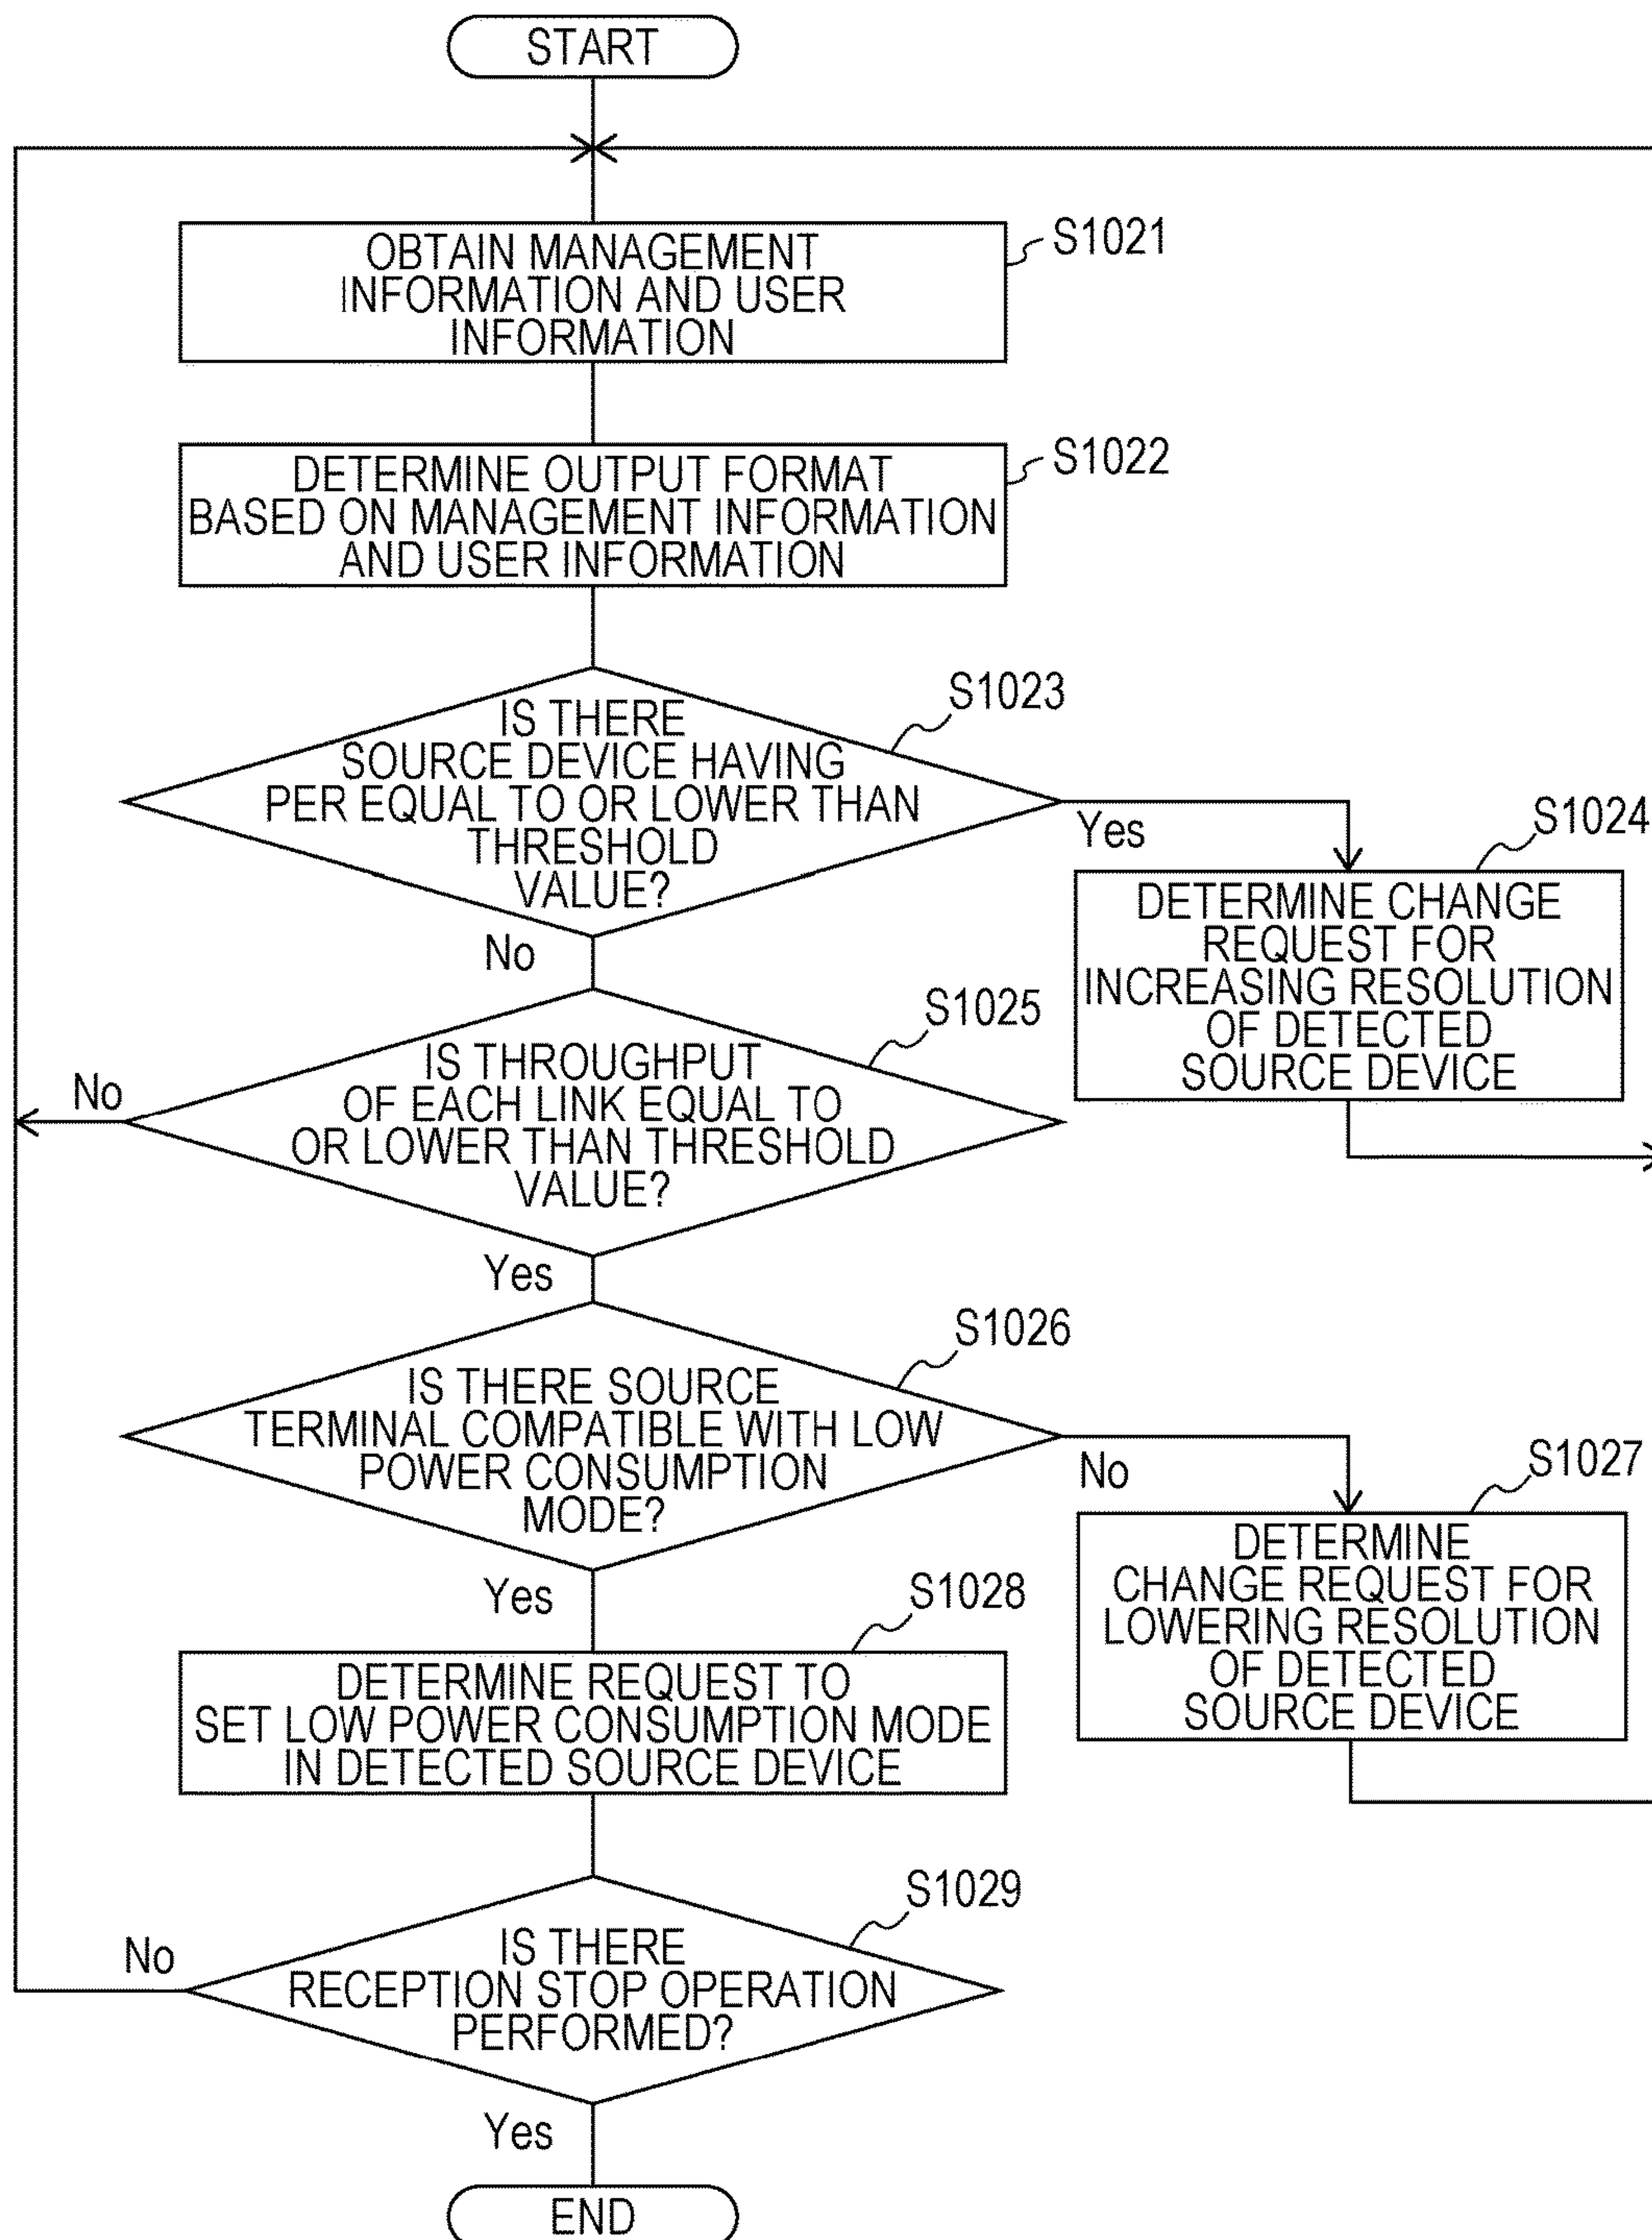 START
OBTAIN MANAGEMENT
INFORMATION AND USER
INFORMATION
S1021
DETERMINE OUTPUT FORMAT
BASED ON MANAGEMENT INFORMATION
AND USER INFORMATION
S1022
IS THERE
SOURCE DEVICE HAVING
PER EQUAL TO OR LOWER THAN
THRESHOLD
VALUE?
S1023
Yes
No
S1024
DETERMINE CHANGE
REQUEST FOR
INCREASING RESOLUTION
OF DETECTED
SOURCE DEVICE
S1025
IS THROUGHPUT
OF EACH LINK EQUAL TO
OR LOWER THAN THRESHOLD
VALUE?
No
Yes
S1026
IS THERE SOURCE
TERMINAL COMPATIBLE WITH LOW
POWER CONSUMPTION
MODE?
No
Yes
S1027
DETERMINE
CHANGE REQUEST FOR
LOWERING RESOLUTION
OF DETECTED
SOURCE DEVICE
S1028
DETERMINE REQUEST TO
SET LOW POWER CONSUMPTION MODE
IN DETECTED SOURCE DEVICE
S1029
IS THERE
RECEPTION STOP OPERATION
PERFORMED?
No
Yes
END